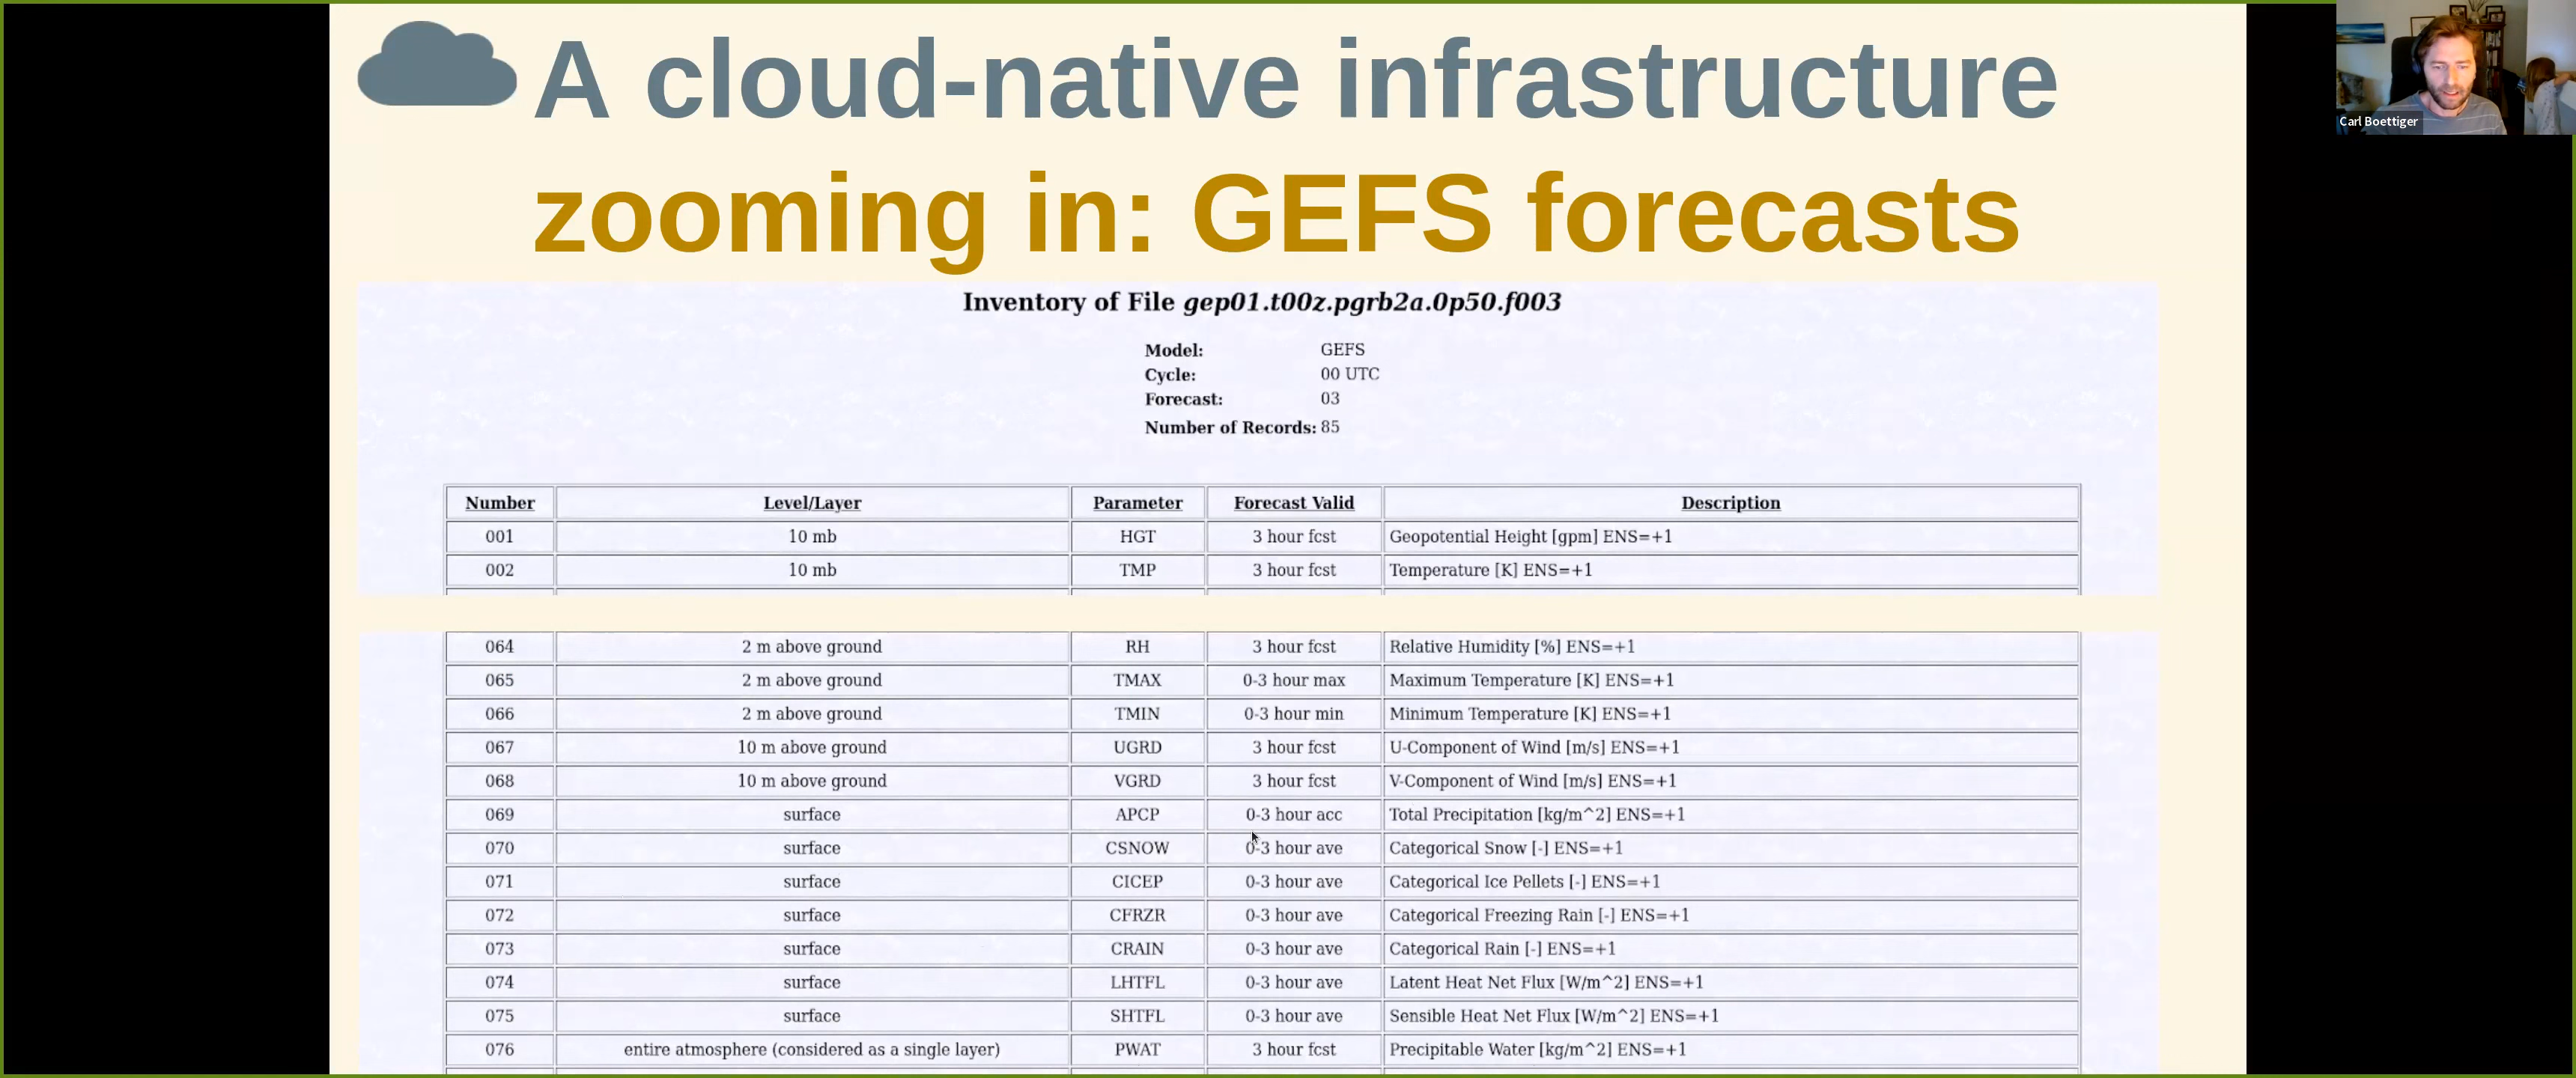 A cloud-native infrastructure
zooming in: GEFS forecasts
Carl Boettiger
Inventory of File gep01.t00z.pgrb2a.0p50.f003
Model: GEFS
Cycle: 00 UTC
Forecast: 03
Number of Records: 85
Number Level/Layer Parameter Forecast Valid Description
001 10 mb HGT 3 hour fcst Geopotential Height [gpm] ENS=+1
002 10 mb TMP 3 hour fcst Temperature [K] ENS=+1
064 2 m above ground RH 3 hour fcst Relative Humidity [%] ENS=+1
065 2 m above ground TMAX 0-3 hour max Maximum Temperature [K] ENS=+1
066 2 m above ground TMIN 0-3 hour min Minimum Temperature [K] ENS=+1
067 10 m above ground UGRD 3 hour fcst U-Component of Wind [m/s] ENS=+1
068 10 m above ground VGRD 3 hour fcst V-Component of Wind [m/s] ENS=+1
069 surface APCP 0-3 hour acc Total Precipitation [kg/m^2] ENS=+1
070 surface CSNOW 0-3 hour ave Categorical Snow [-] ENS=+1
071 surface CICEP 0-3 hour ave Categorical Ice Pellets [-] ENS=+1
072 surface CFRZR 0-3 hour ave Categorical Freezing Rain [-] ENS=+1
073 surface CRAIN 0-3 hour ave Categorical Rain [-] ENS=+1
074 surface LHTFL 0-3 hour ave Latent Heat Net Flux [W/m^2] ENS=+1
075 surface SHTFL 0-3 hour ave Sensible Heat Net Flux [W/m^2] ENS=+1
076 entire atmosphere (considered as a single layer) PWAT 3 hour fcst Precipitable Water [kg/m^2] ENS=+1